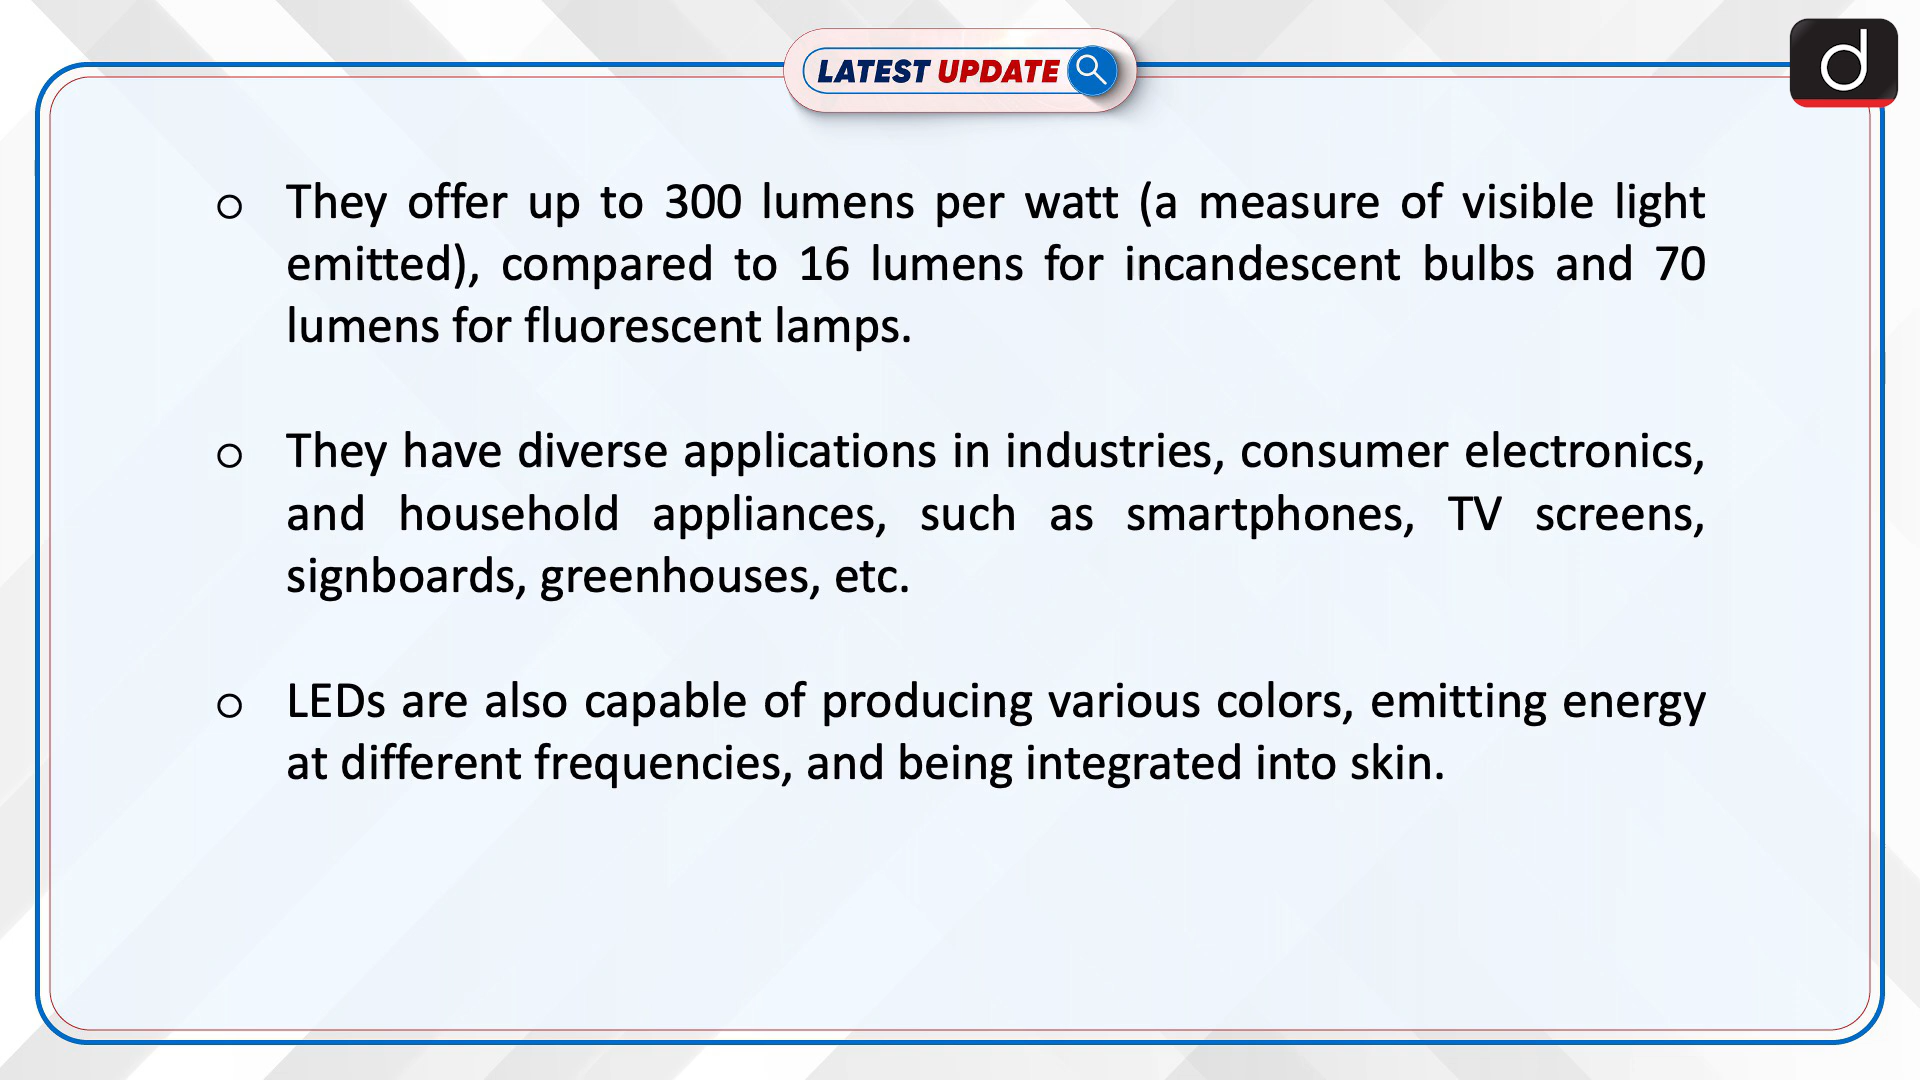 LATEST UPDATE
d
o They offer up to 300 lumens per watt (a measure of visible light
emitted), compared to 16 lumens for incandescent bulbs and 70
lumens for fluorescent lamps.
o They have diverse applications in industries, consumer electronics,
and household appliances, such as smartphones, TV screens,
signboards, greenhouses, etc.
o LEDs are also capable of producing various colors, emitting energy
at different frequencies, and being integrated into skin.